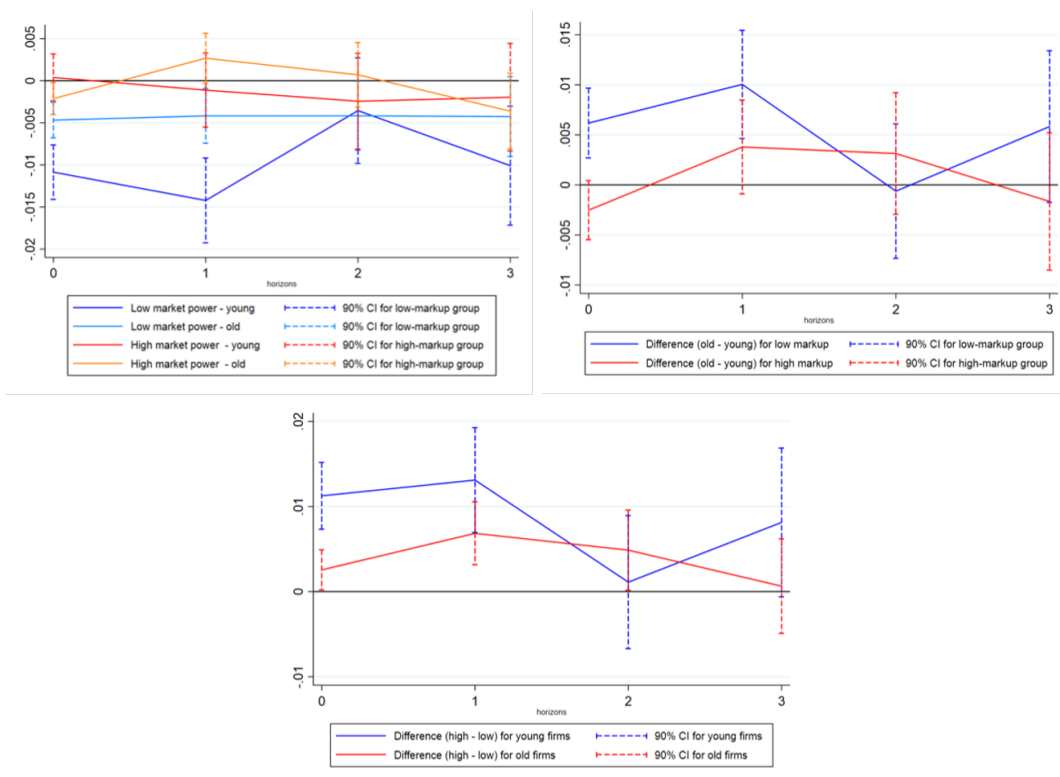 .005
0
-.005
-.01
-.015
-.02
0 1 2 3
horizons
Low market power - young 90% CI for low-markup group
Low market power - old 90% CI for low-markup group
High market power - young 90% CI for high-markup group
High market power - old 90% CI for high-markup group
.015
.01
.005
0
-.005
-.01
0 1 2 3
horizons
Difference (old - young) for low markup 90% CI for low-markup group
Difference (old - young) for high markup 90% CI for high-markup group
.02
.01
0
-.01
0 1 2 3
horizons
Difference (high - low) for young firms 90% CI for young firms
Difference (high - low) for old firms 90% CI for old firms